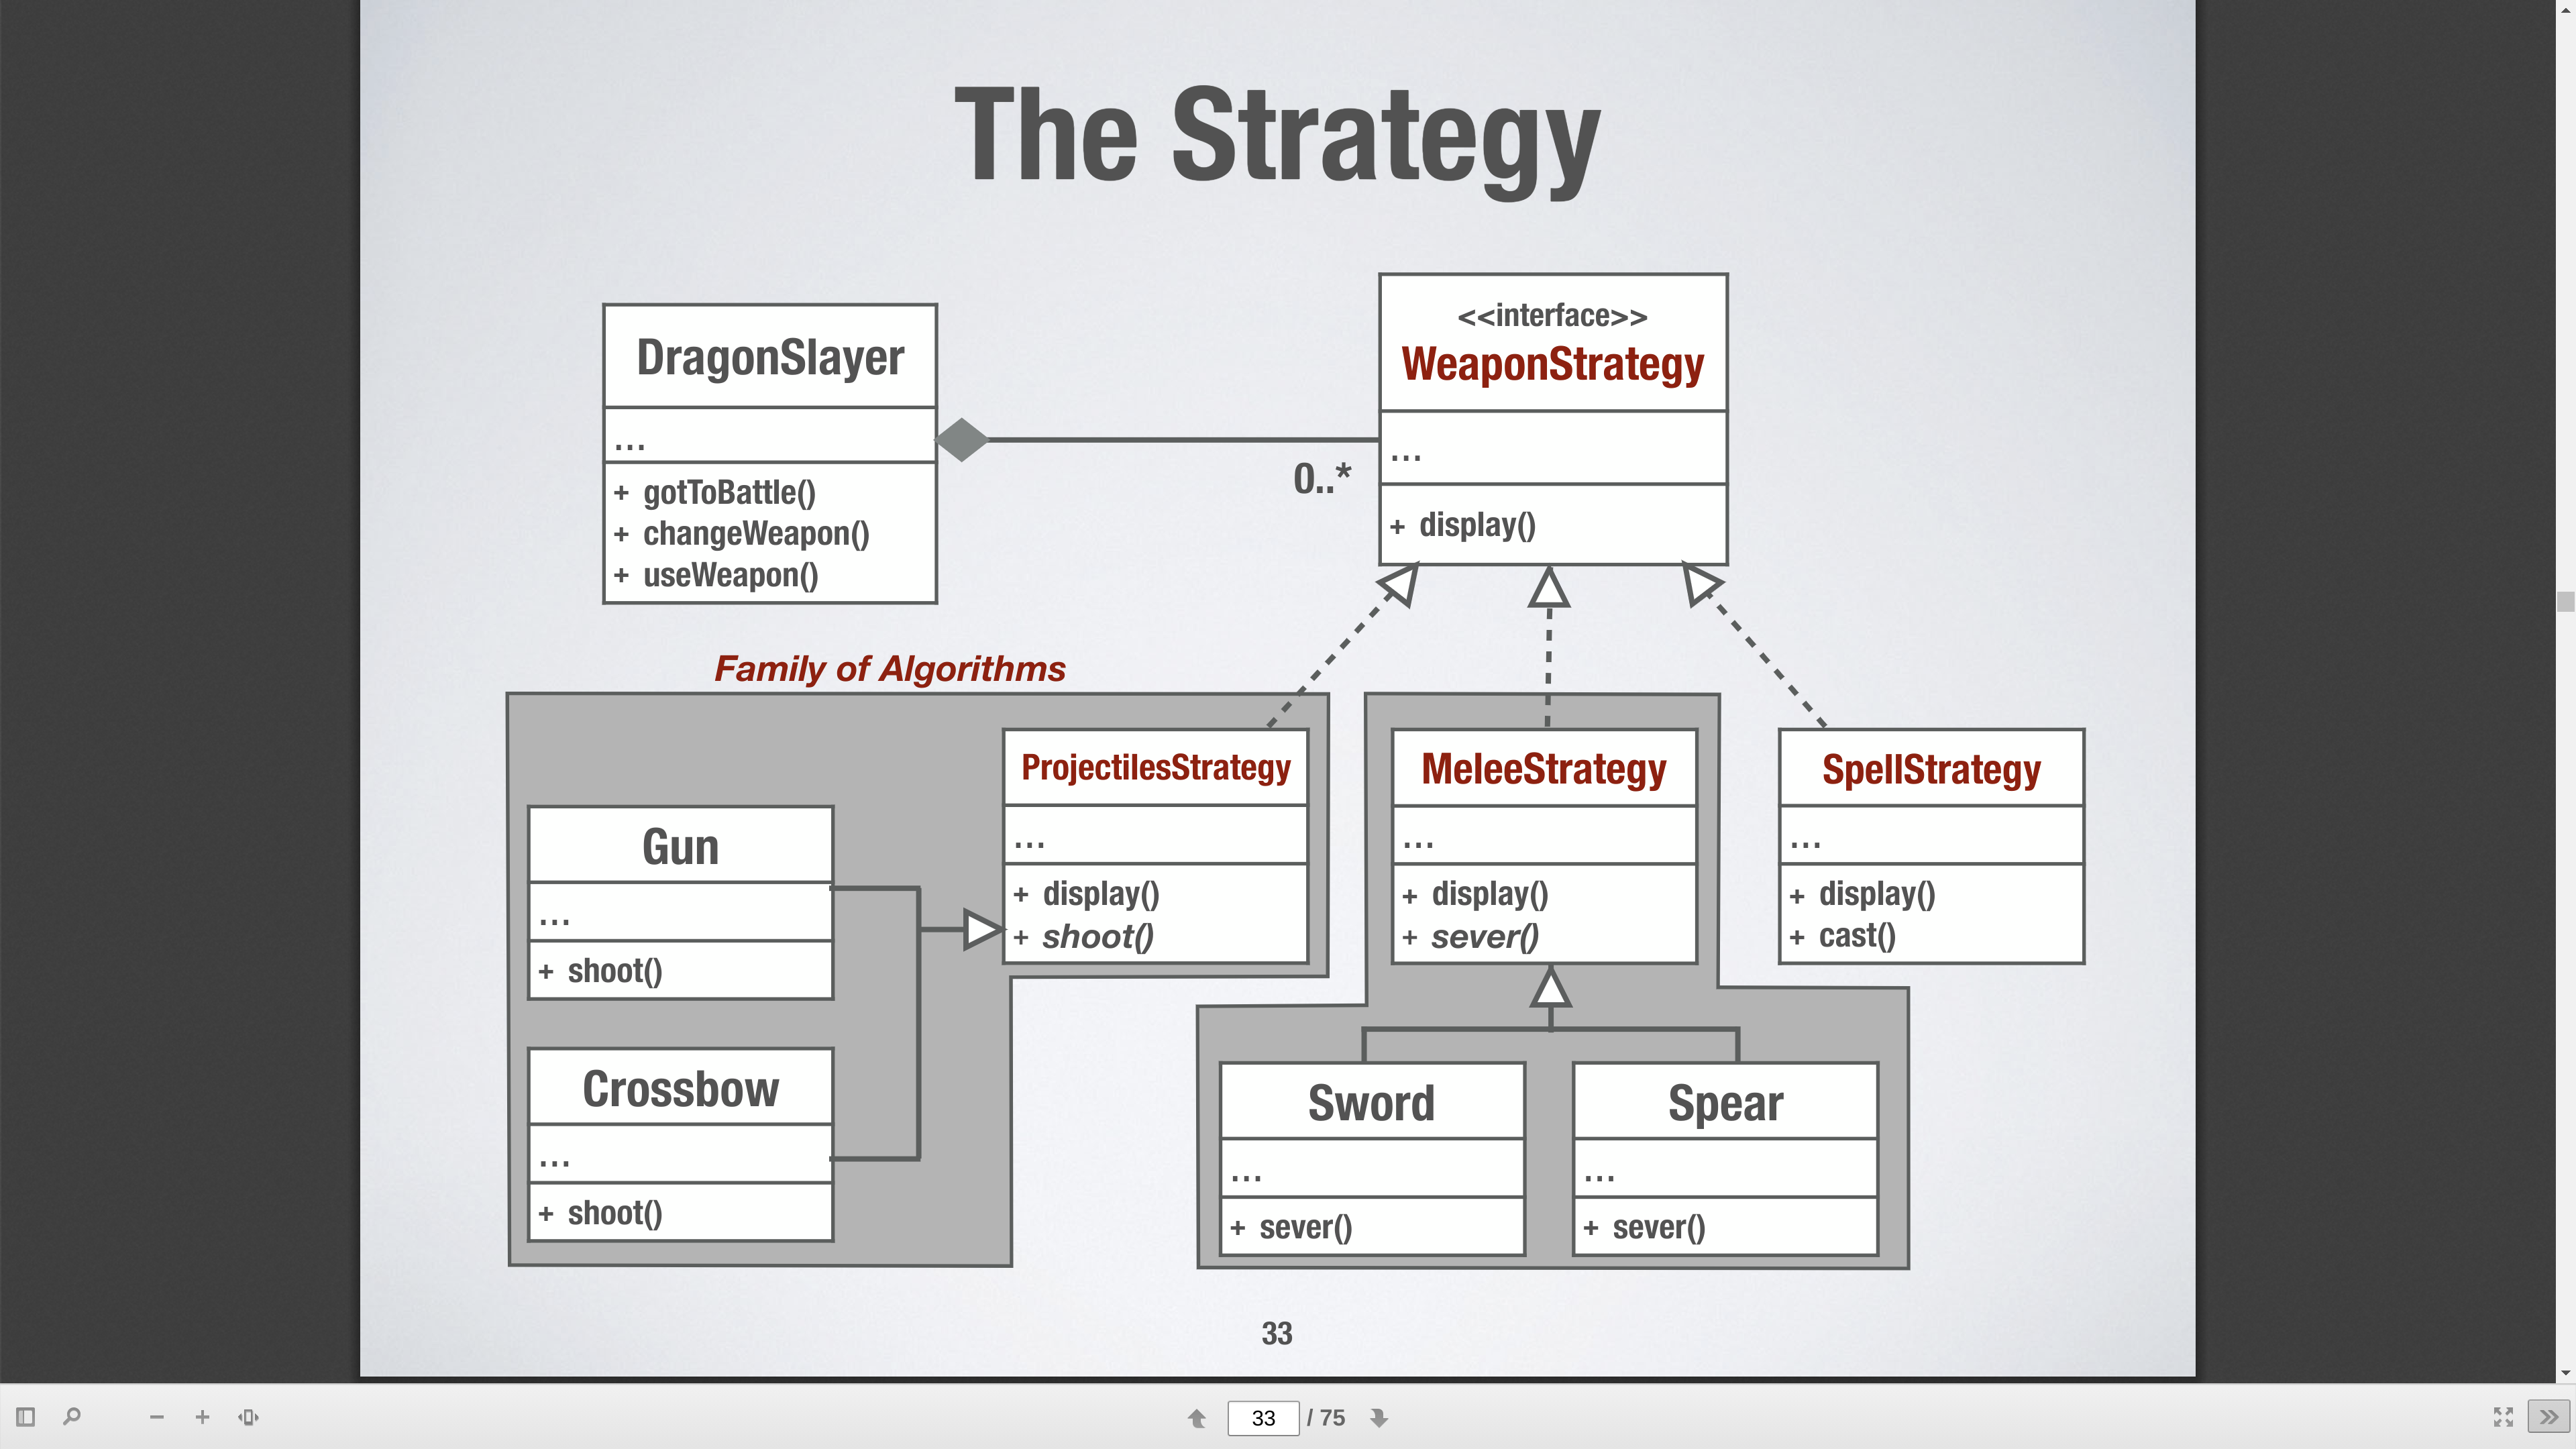 The Strategy
DragonSlayer
...
+ gotToBattle()
+ changeWeapon()
+ useWeapon()
0..*
<<interface>>
WeaponStrategy
...
+ display()
Family of Algorithms
Gun
...
+ shoot()
Crossbow
...
+ shoot()
ProjectilesStrategy
...
+ display()
+ shoot()
MeleeStrategy
...
+ display()
+ sever()
SpellStrategy
...
+ display()
+ cast()
Sword
...
+ sever()
Spear
...
+ sever()
33
33 / 75